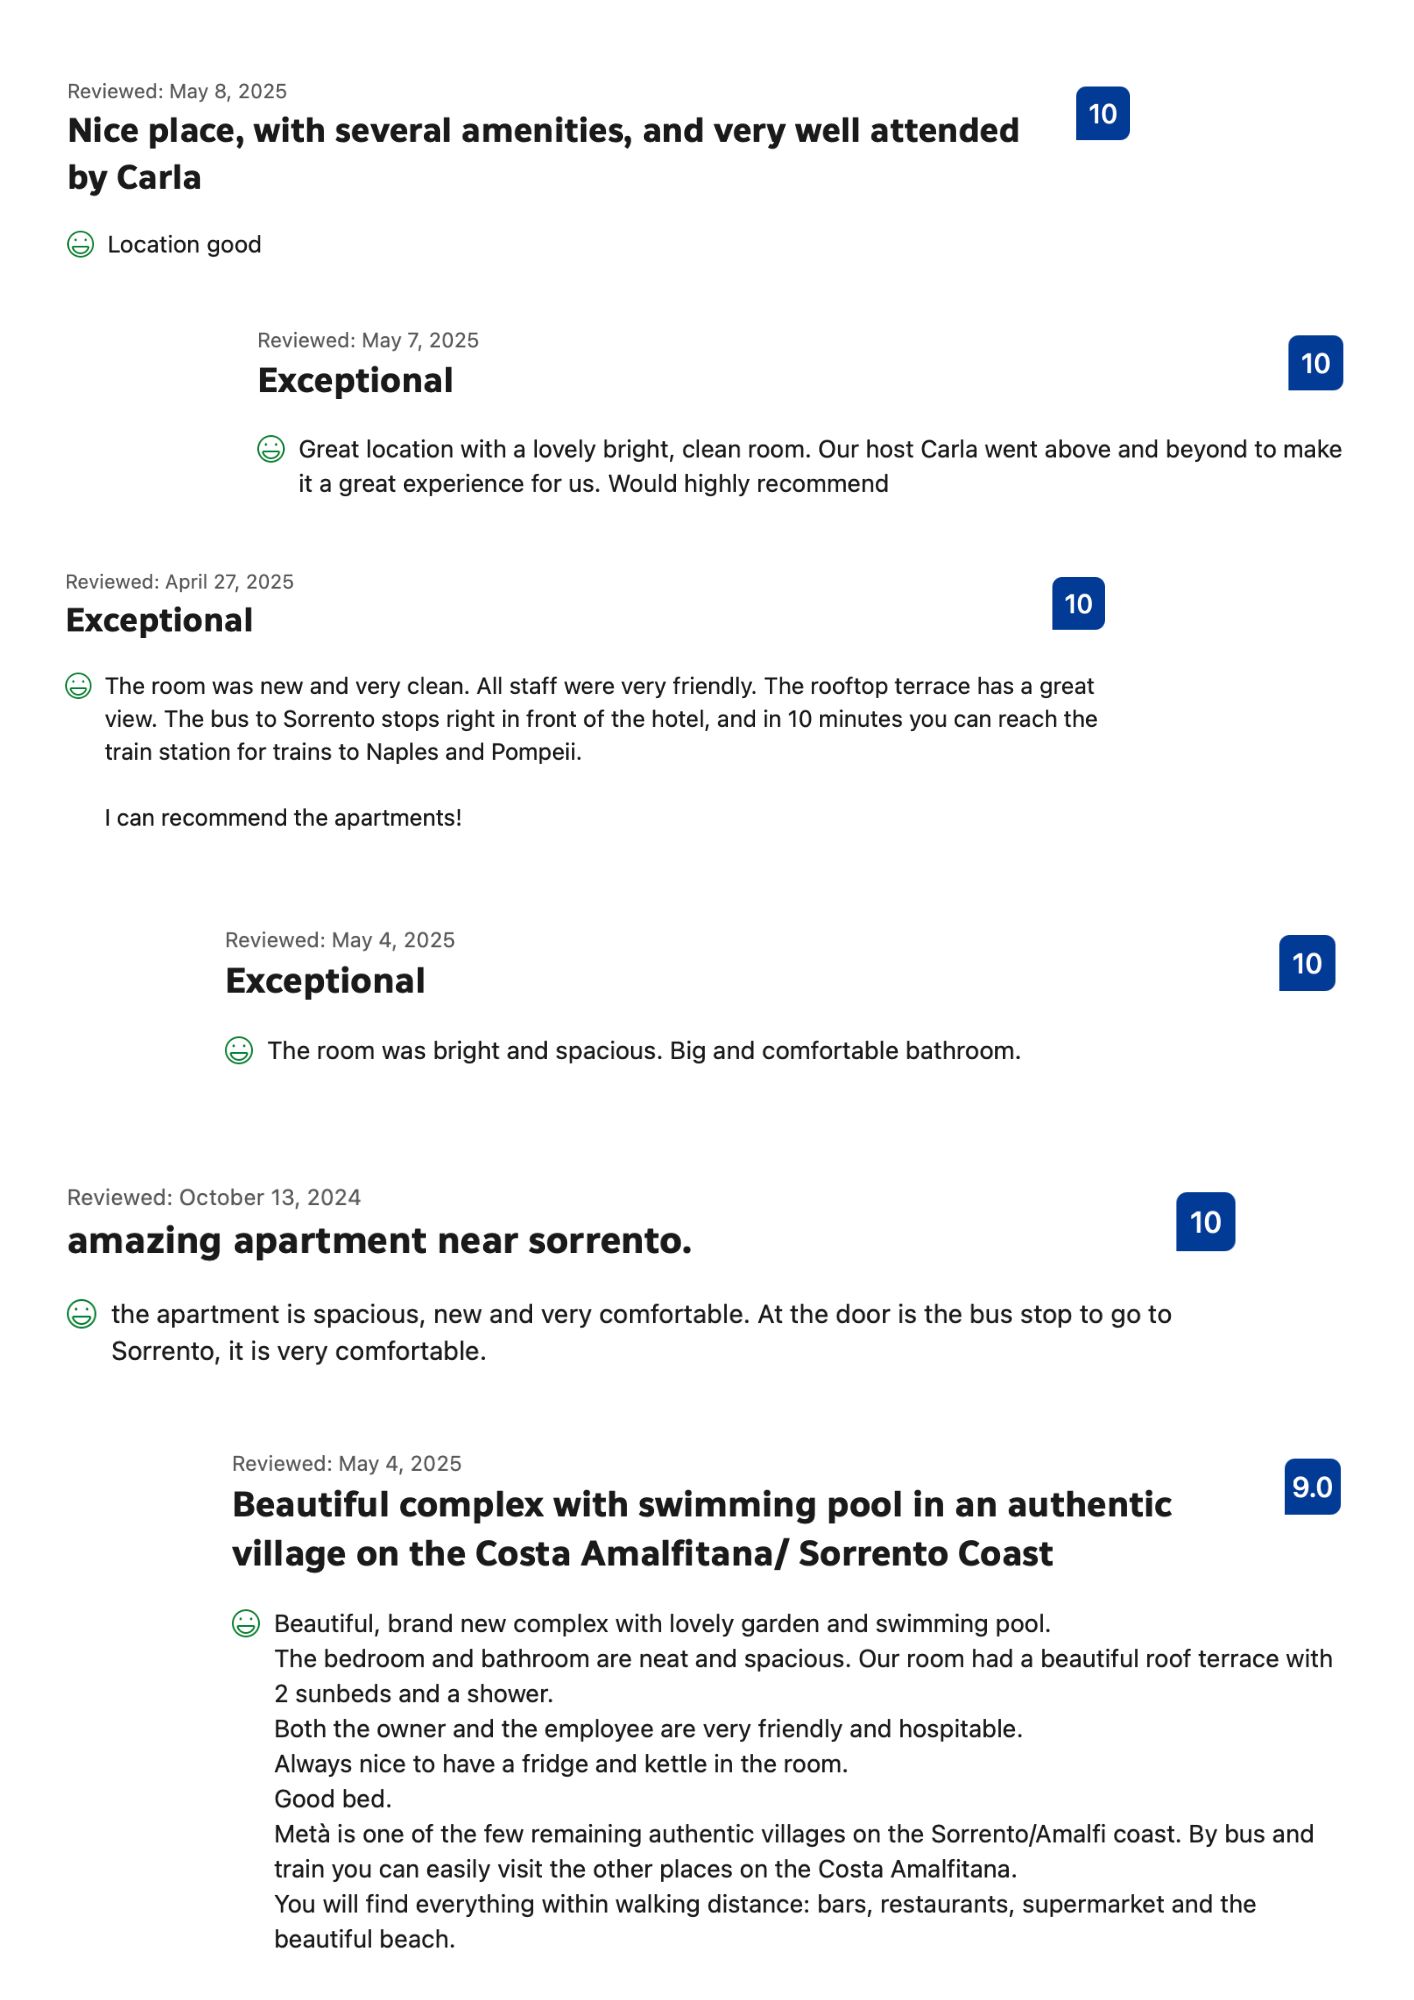 Reviewed: May 8, 2025
10
Nice place, with several amenities, and very well attended
by Carla
Location good
Reviewed: May 7, 2025
10
Exceptional
Great location with a lovely bright, clean room. Our host Carla went above and beyond to make
it a great experience for us. Would highly recommend
Reviewed: April 27, 2025
10
Exceptional
The room was new and very clean. All staff were very friendly. The rooftop terrace has a great
view. The bus to Sorrento stops right in front of the hotel, and in 10 minutes you can reach the
train station for trains to Naples and Pompeii.
I can recommend the apartments!
Reviewed: May 4, 2025
10
Exceptional
The room was bright and spacious. Big and comfortable bathroom.
Reviewed: October 13, 2024
10
amazing apartment near sorrento.
the apartment is spacious, new and very comfortable. At the door is the bus stop to go to
Sorrento, it is very comfortable.
Reviewed: May 4, 2025
9.0
Beautiful complex with swimming pool in an authentic
village on the Costa Amalfitana/ Sorrento Coast
Beautiful, brand new complex with lovely garden and swimming pool.
The bedroom and bathroom are neat and spacious. Our room had a beautiful roof terrace with
2 sunbeds and a shower.
Both the owner and the employee are very friendly and hospitable.
Always nice to have a fridge and kettle in the room.
Good bed.
Metà is one of the few remaining authentic villages on the Sorrento/Amalfi coast. By bus and
train you can easily visit the other places on the Costa Amalfitana.
You will find everything within walking distance: bars, restaurants, supermarket and the
beautiful beach.